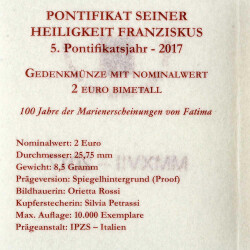 PONTIFIKAT SEINER
HEILIGKEIT FRANZISKUS
5. Pontifikatsjahr - 2017
GEDENKMÜNZE MIT NOMINALWERT
2 EURO BIMETALL
100 Jahre der Marienerscheinungen von Fatima
Nominalwert: 2 Euro
Durchmesser: 25,75 mm
Gewicht: 8,5 Gramm
Prägeversion: Spiegelhintergrund (Proof)
Bildhauerin: Orietta Rossi
Kupferstecherin: Silvia Petrassi
Max. Auflage: 10.000 Exemplare
Prägeanstalt: IPZS – Italien